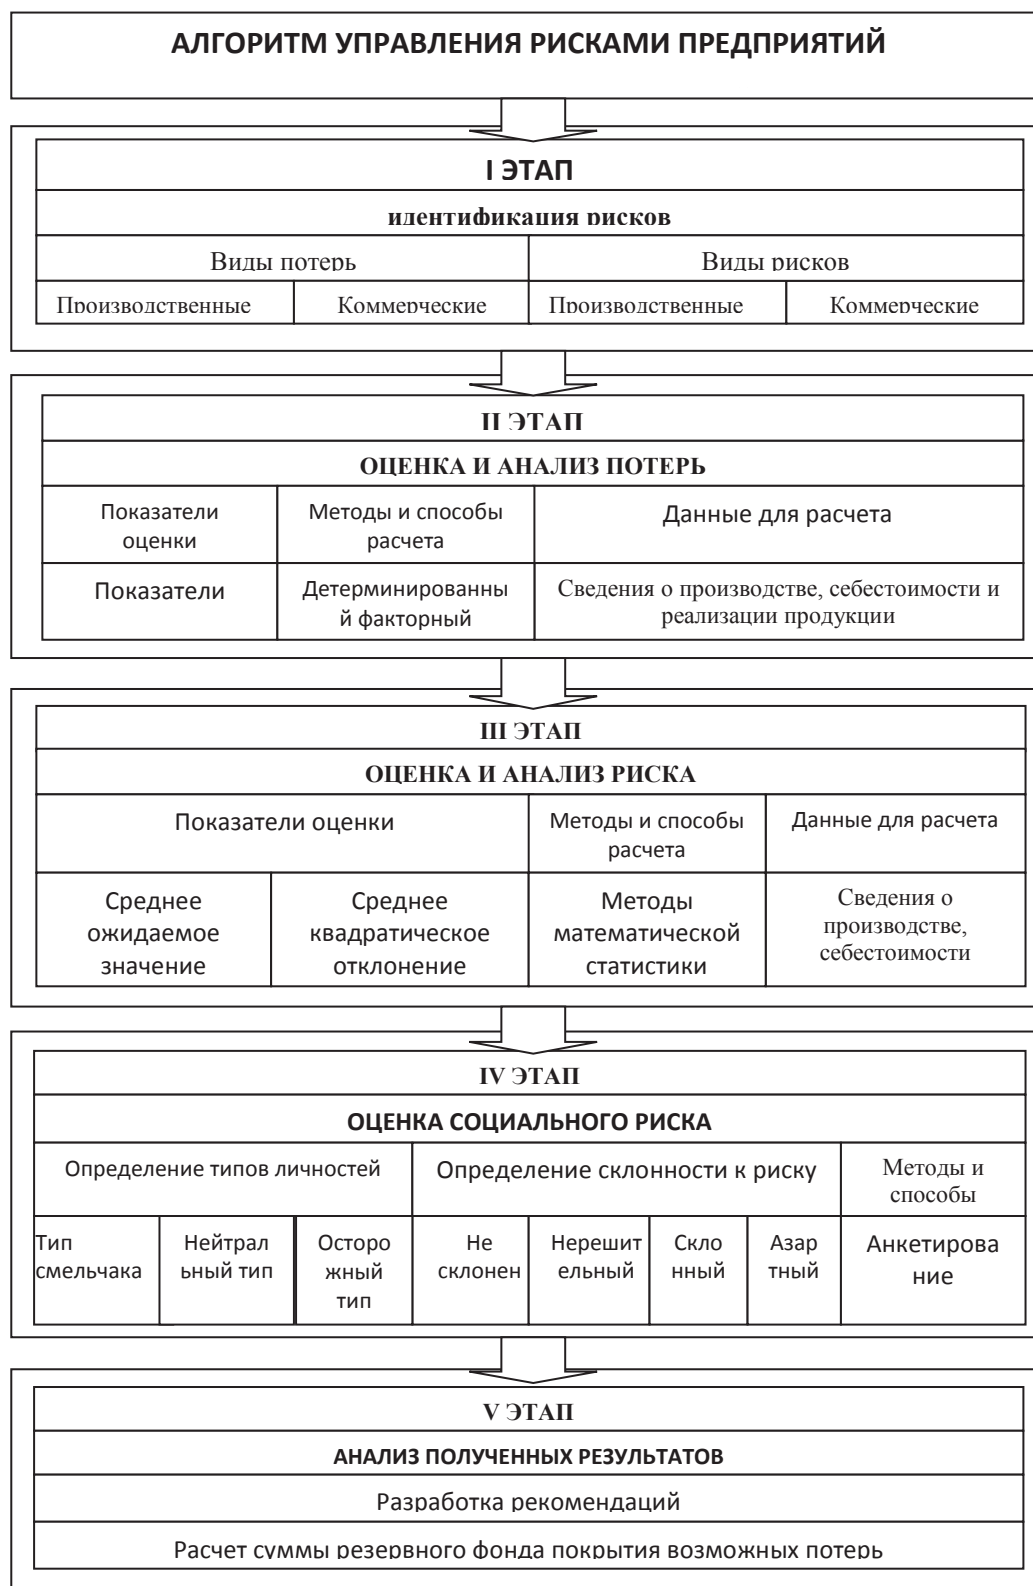 АЛГОРИТМ УПРАВЛЕНИЯ РИСКАМИ ПРЕДПРИЯТИЙ
I ЭТАП
идентификация рисков
Виды потерь
Виды рисков
Производственные
Коммерческие
Производственные
Коммерческие
II ЭТАП
ОЦЕНКА И АНАЛИЗ ПОТЕРЬ
Показатели
оценки
Методы и способы
расчета
Данные для расчета
Показатели
Детерминированны
й факторный
Сведения о производстве, себестоимости и
реализации продукции
III ЭТАП
ОЦЕНКА И АНАЛИЗ РИСКА
Показатели оценки
Методы и способы
расчета
Данные для расчета
Среднее
ожидаемое
значение
Среднее
квадратическое
отклонение
Методы
математической
статистики
Сведения о
производстве,
себестоимости
IV ЭТАП
ОЦЕНКА СОЦИАЛЬНОГО РИСКА
Определение типов личностей
Определение склонности к риску
Методы и
способы
Тип
смельчака
Нейтрал
ьный тип
Осторо
жный
тип
Не
склонен
Нерешит
ельный
Скло
нный
Азар
тный
Анкетирова
ние
V ЭТАП
АНАЛИЗ ПОЛУЧЕННЫХ РЕЗУЛЬТАТОВ
Разработка рекомендаций
Расчет суммы резервного фонда покрытия возможных потерь